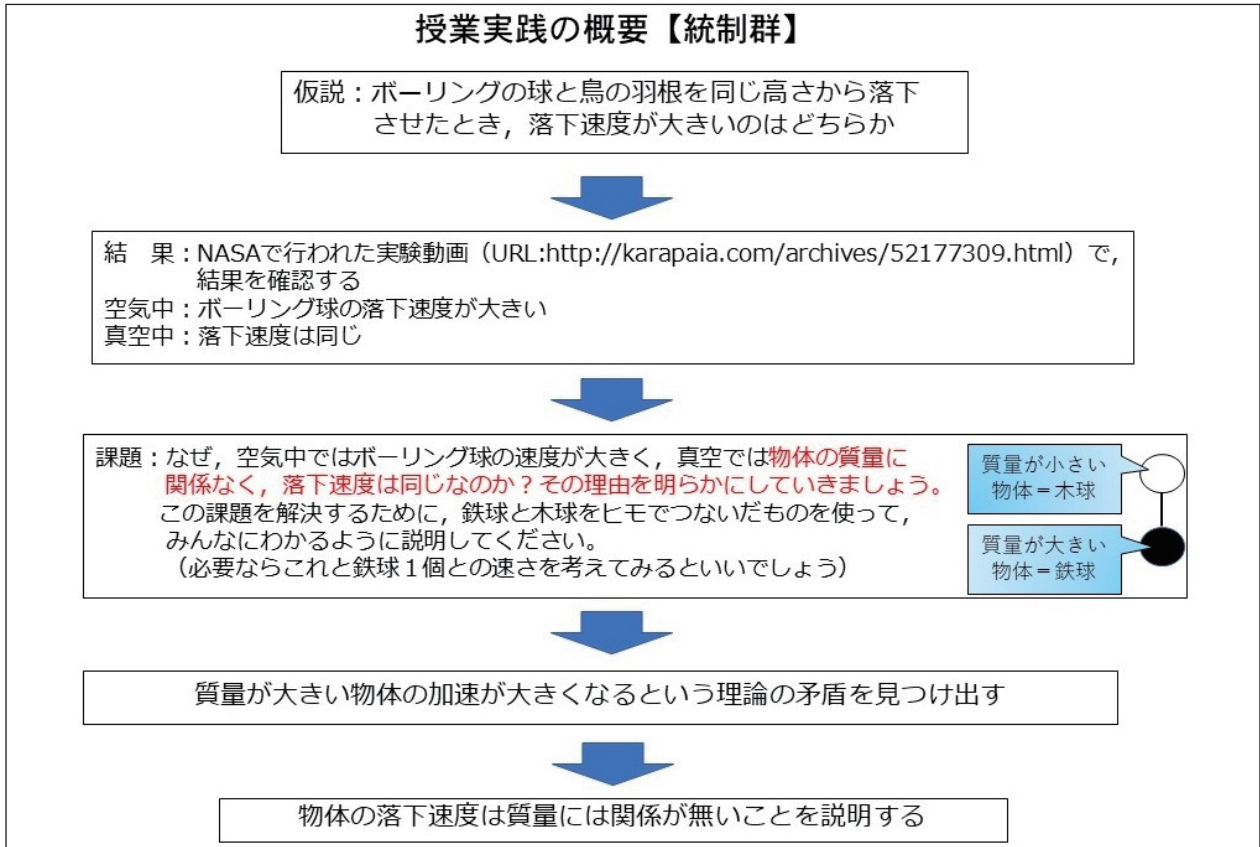 授業実践の概要【統制群】
仮説：ボーリングの球と鳥の羽根を同じ高さから落下
させたとき，落下速度が大きいのはどちらか
結　果：NASAで行われた実験動画（URL:http://karapaia.com/archives/52177309.html）で，
結果を確認する
空気中：ボーリング球の落下速度が大きい
真空中：落下速度は同じ
課題：なぜ，空気中ではボーリング球の速度が大きく，真空では物体の質量に
関係なく，落下速度は同じなのか？その理由を明らかにしていきましょう。
この課題を解決するために，鉄球と木球をヒモでつないだものを使って，
みんなにわかるように説明してください。
（必要ならこれと鉄球１個との速さを考えてみるといいでしょう）
質量が小さい
物体＝木球
質量が大きい
物体＝鉄球
質量が大きい物体の加速が大きくなるという理論の矛盾を見つけ出す
物体の落下速度は質量には関係が無いことを説明する